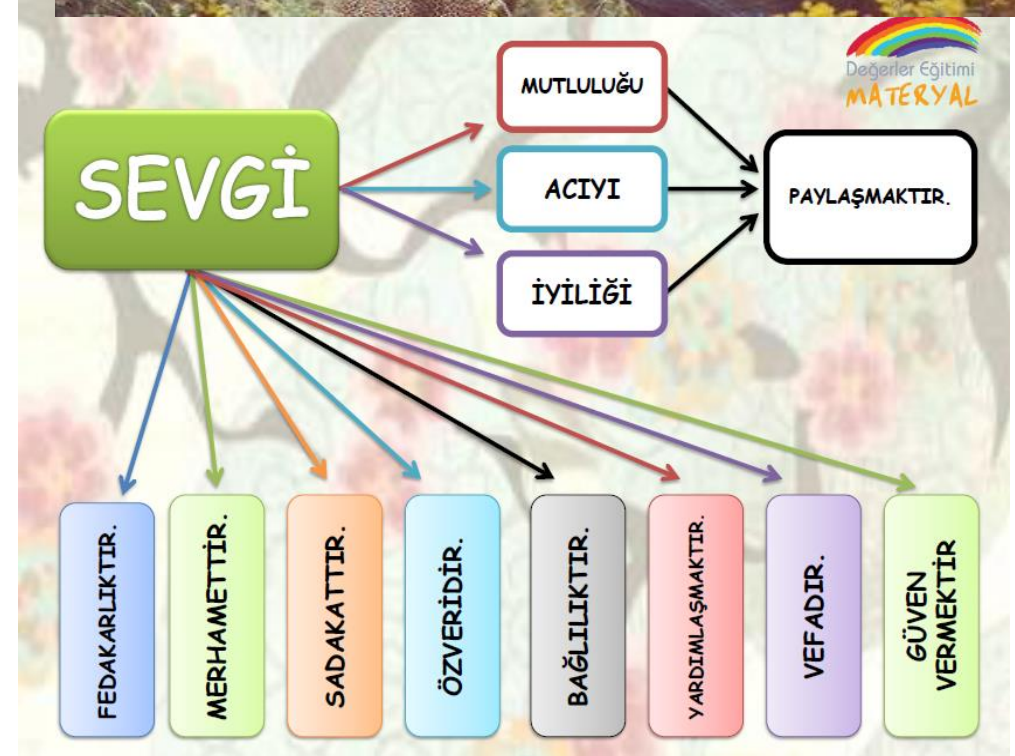 Değerler Eğitimi
MATERYAL
SEVGİ
MUTLULUĞU
ACIYI
İYİLİĞİ
PAYLAŞMAKTIR.
FEDAKARLIKTIR.
MERHAMETTİR.
SADAKATTIR.
ÖZVERİDİR.
BAĞLILIKTIR.
YARDIMLAŞMAKTIR.
VEFADIR.
GÜVEN
VERMEKTİR